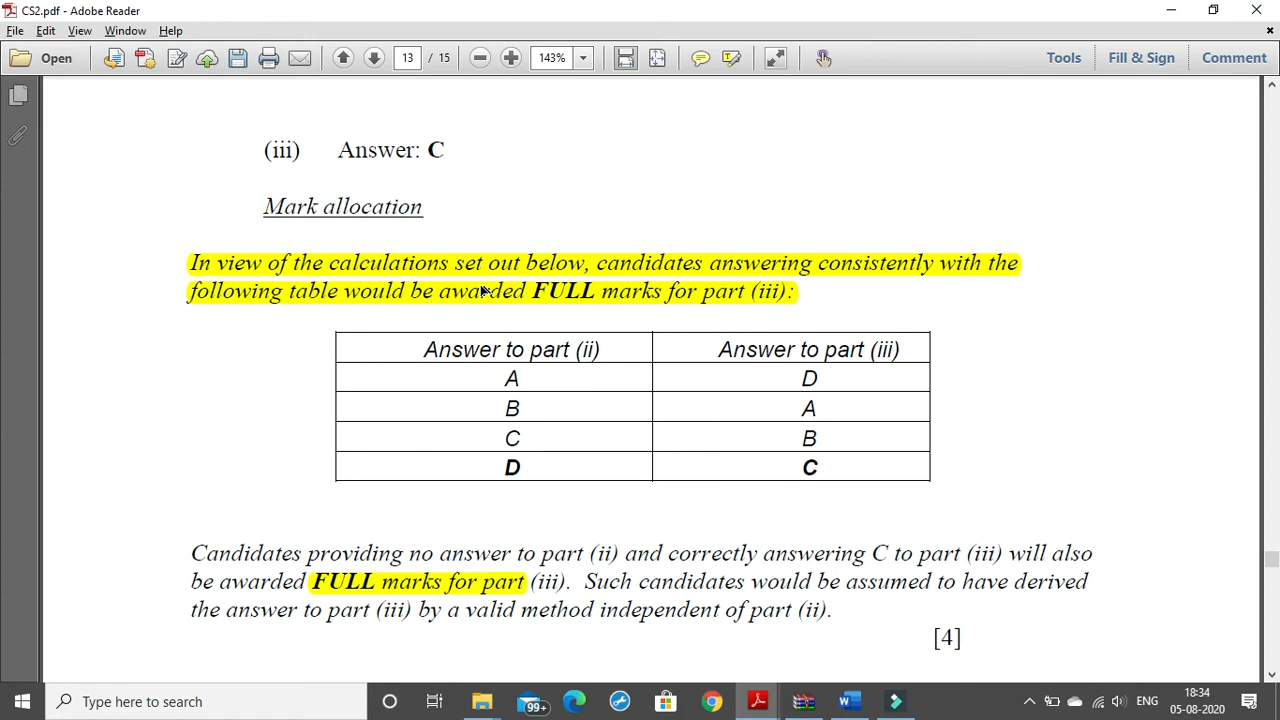 CS2.pdf - Adobe Reader
File Edit View Window Help
Open 13 / 15 143% Tools Fill & Sign Comment
(iii) Answer: C
Mark allocation
In view of the calculations set out below, candidates answering consistently with the
following table would be awarded FULL marks for part (iii):
Answer to part (ii) Answer to part (iii)
A D
B A
C B
D C
Candidates providing no answer to part (ii) and correctly answering C to part (iii) will also
be awarded FULL marks for part (iii). Such candidates would be assumed to have derived
the answer to part (iii) by a valid method independent of part (ii).
[4]
Type here to search 99+ ENG 18:34
05-08-2020